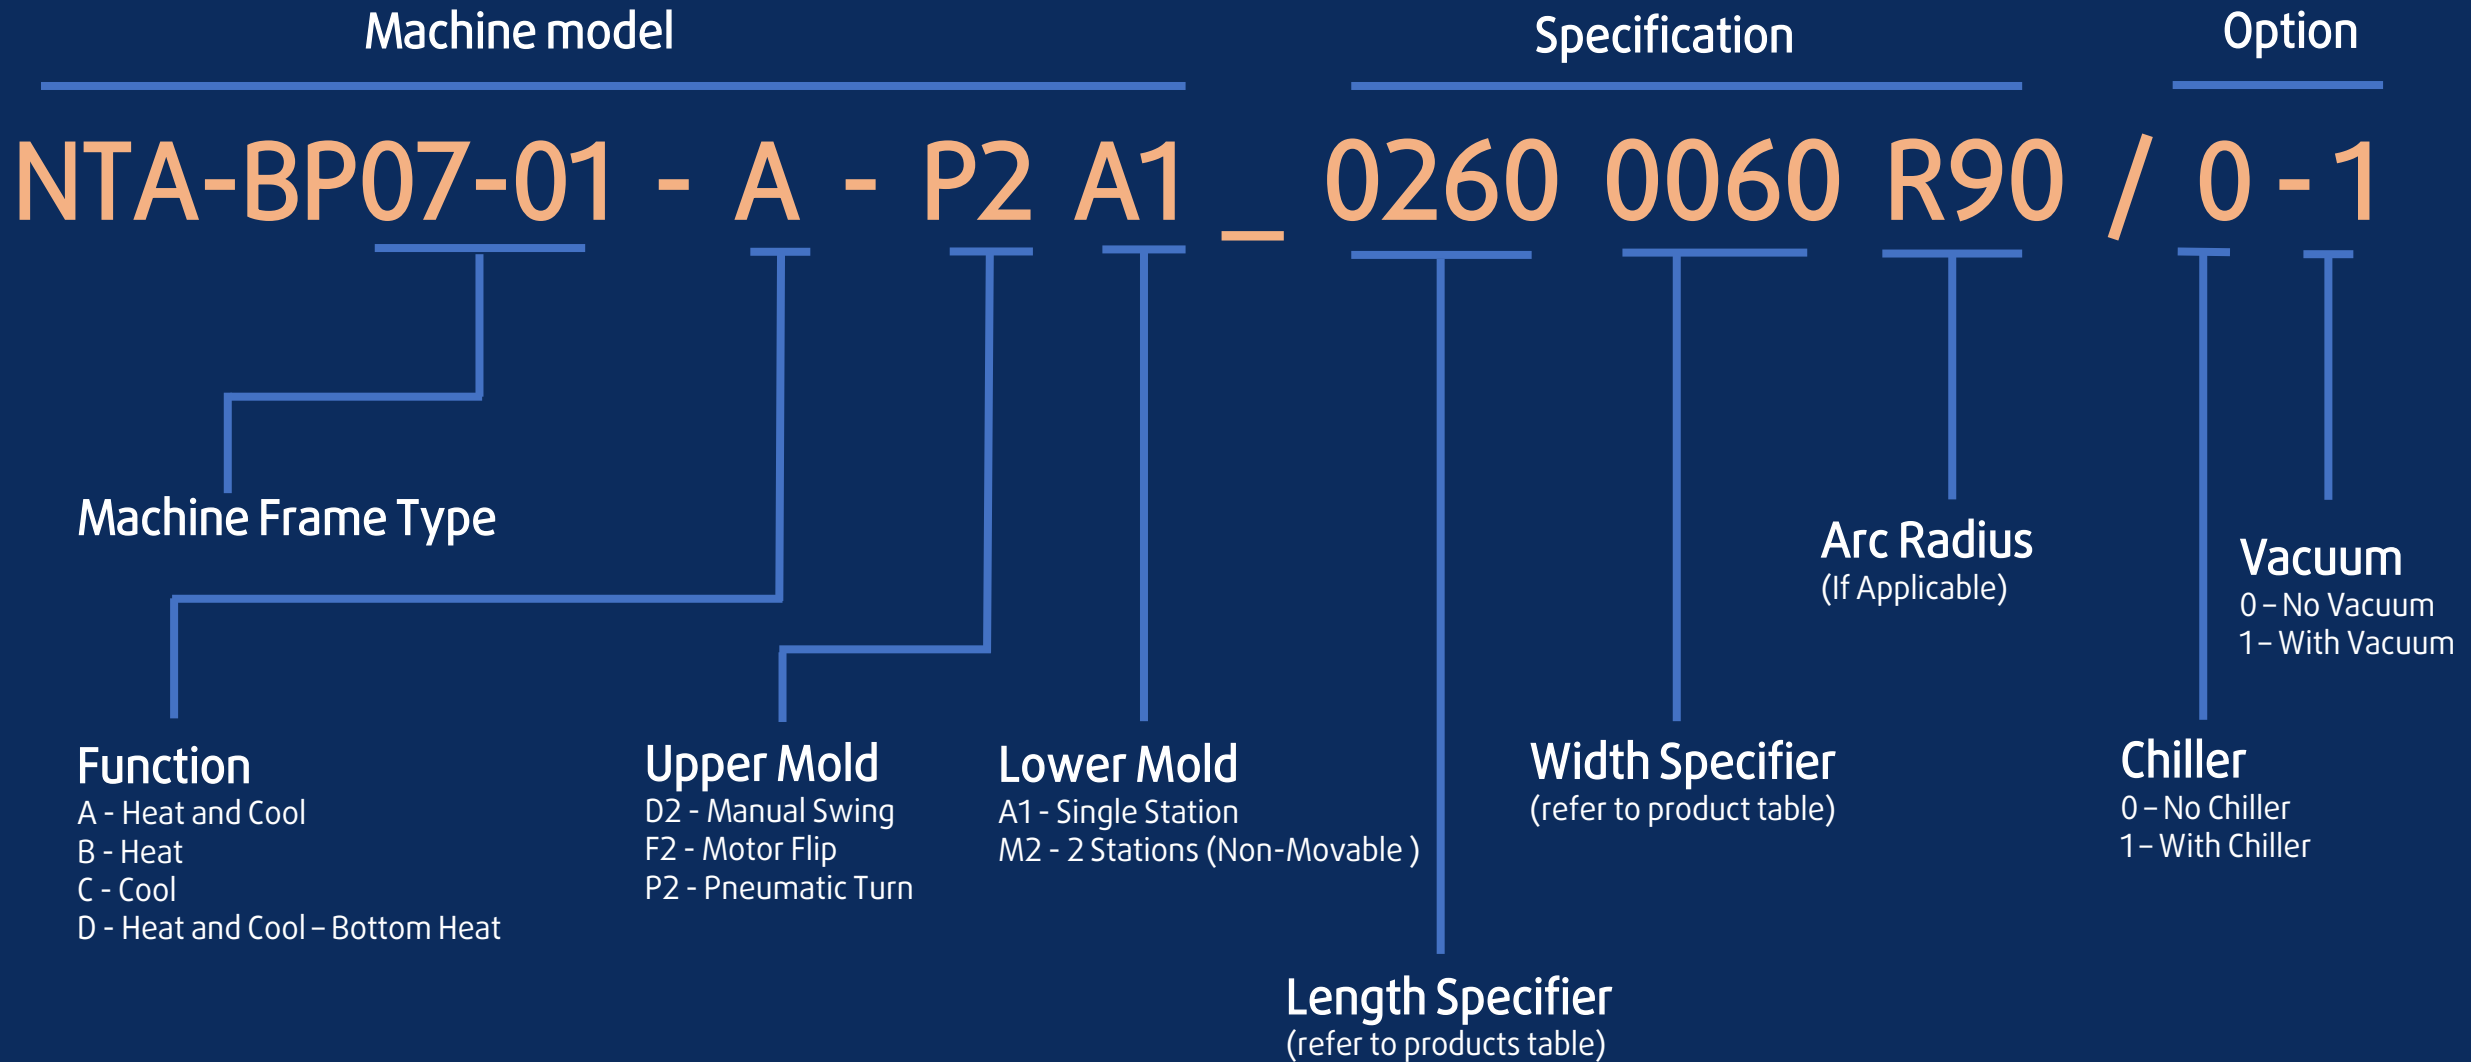 Machine model
Specification
Option
NTA-BP07-01 - A - P2 A1 _ 0260 0060 R90 / 0 - 1
Machine Frame Type
Arc Radius
(If Applicable)
Vacuum
0 – No Vacuum
1 – With Vacuum
Function
A - Heat and Cool
B - Heat
C - Cool
D - Heat and Cool – Bottom Heat
Upper Mold
D2 - Manual Swing
F2 - Motor Flip
P2 - Pneumatic Turn
Lower Mold
A1 - Single Station
M2 - 2 Stations (Non-Movable )
Width Specifier
(refer to product table)
Chiller
0 – No Chiller
1 – With Chiller
Length Specifier
(refer to products table)